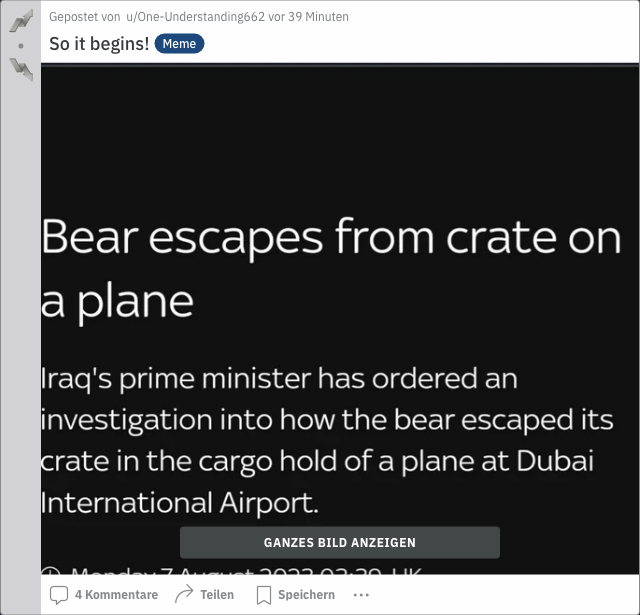 Gepostet von u/One-Understanding662 vor 39 Minuten
So it begins! Meme
Bear escapes from crate on
a plane
Iraq's prime minister has ordered an
investigation into how the bear escaped its
crate in the cargo hold of a plane at Dubai
International Airport.
GANZES BILD ANZEIGEN
Monday 7 August 2023 03:39, UK
4 Kommentare Teilen Speichern